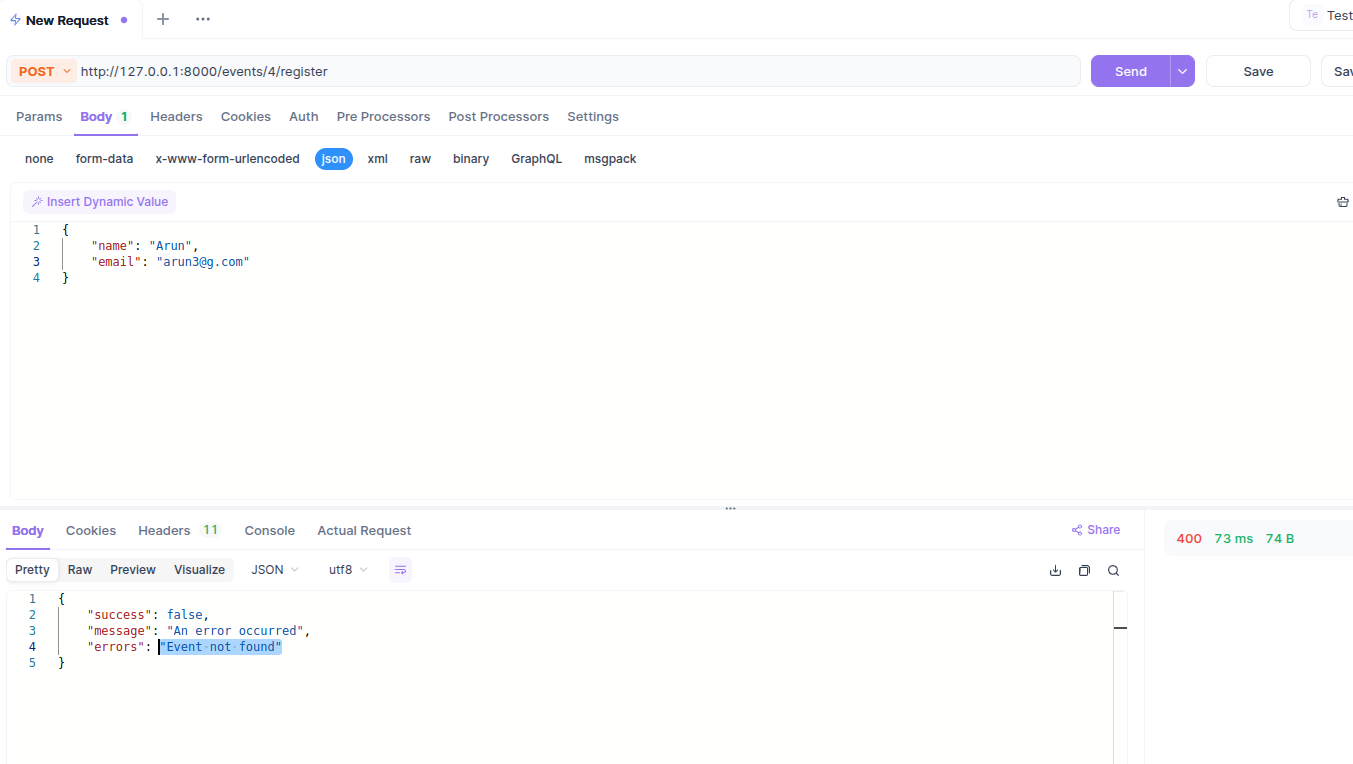 New Request
Te Test
POST http://127.0.0.1:8000/events/4/register Send Save Sav
Params Body 1 Headers Cookies Auth Pre Processors Post Processors Settings
none form-data x-www-form-urlencoded json xml raw binary GraphQL msgpack
Insert Dynamic Value
1 {
2 "name": "Arun",
3 "email": "arun3@g.com"
4 }
Body Cookies Headers 11 Console Actual Request Share
400 73 ms 74 B
Pretty Raw Preview Visualize JSON utf8
1 {
2 "success": false,
3 "message": "An error occurred",
4 "errors": "Event not found"
5 }